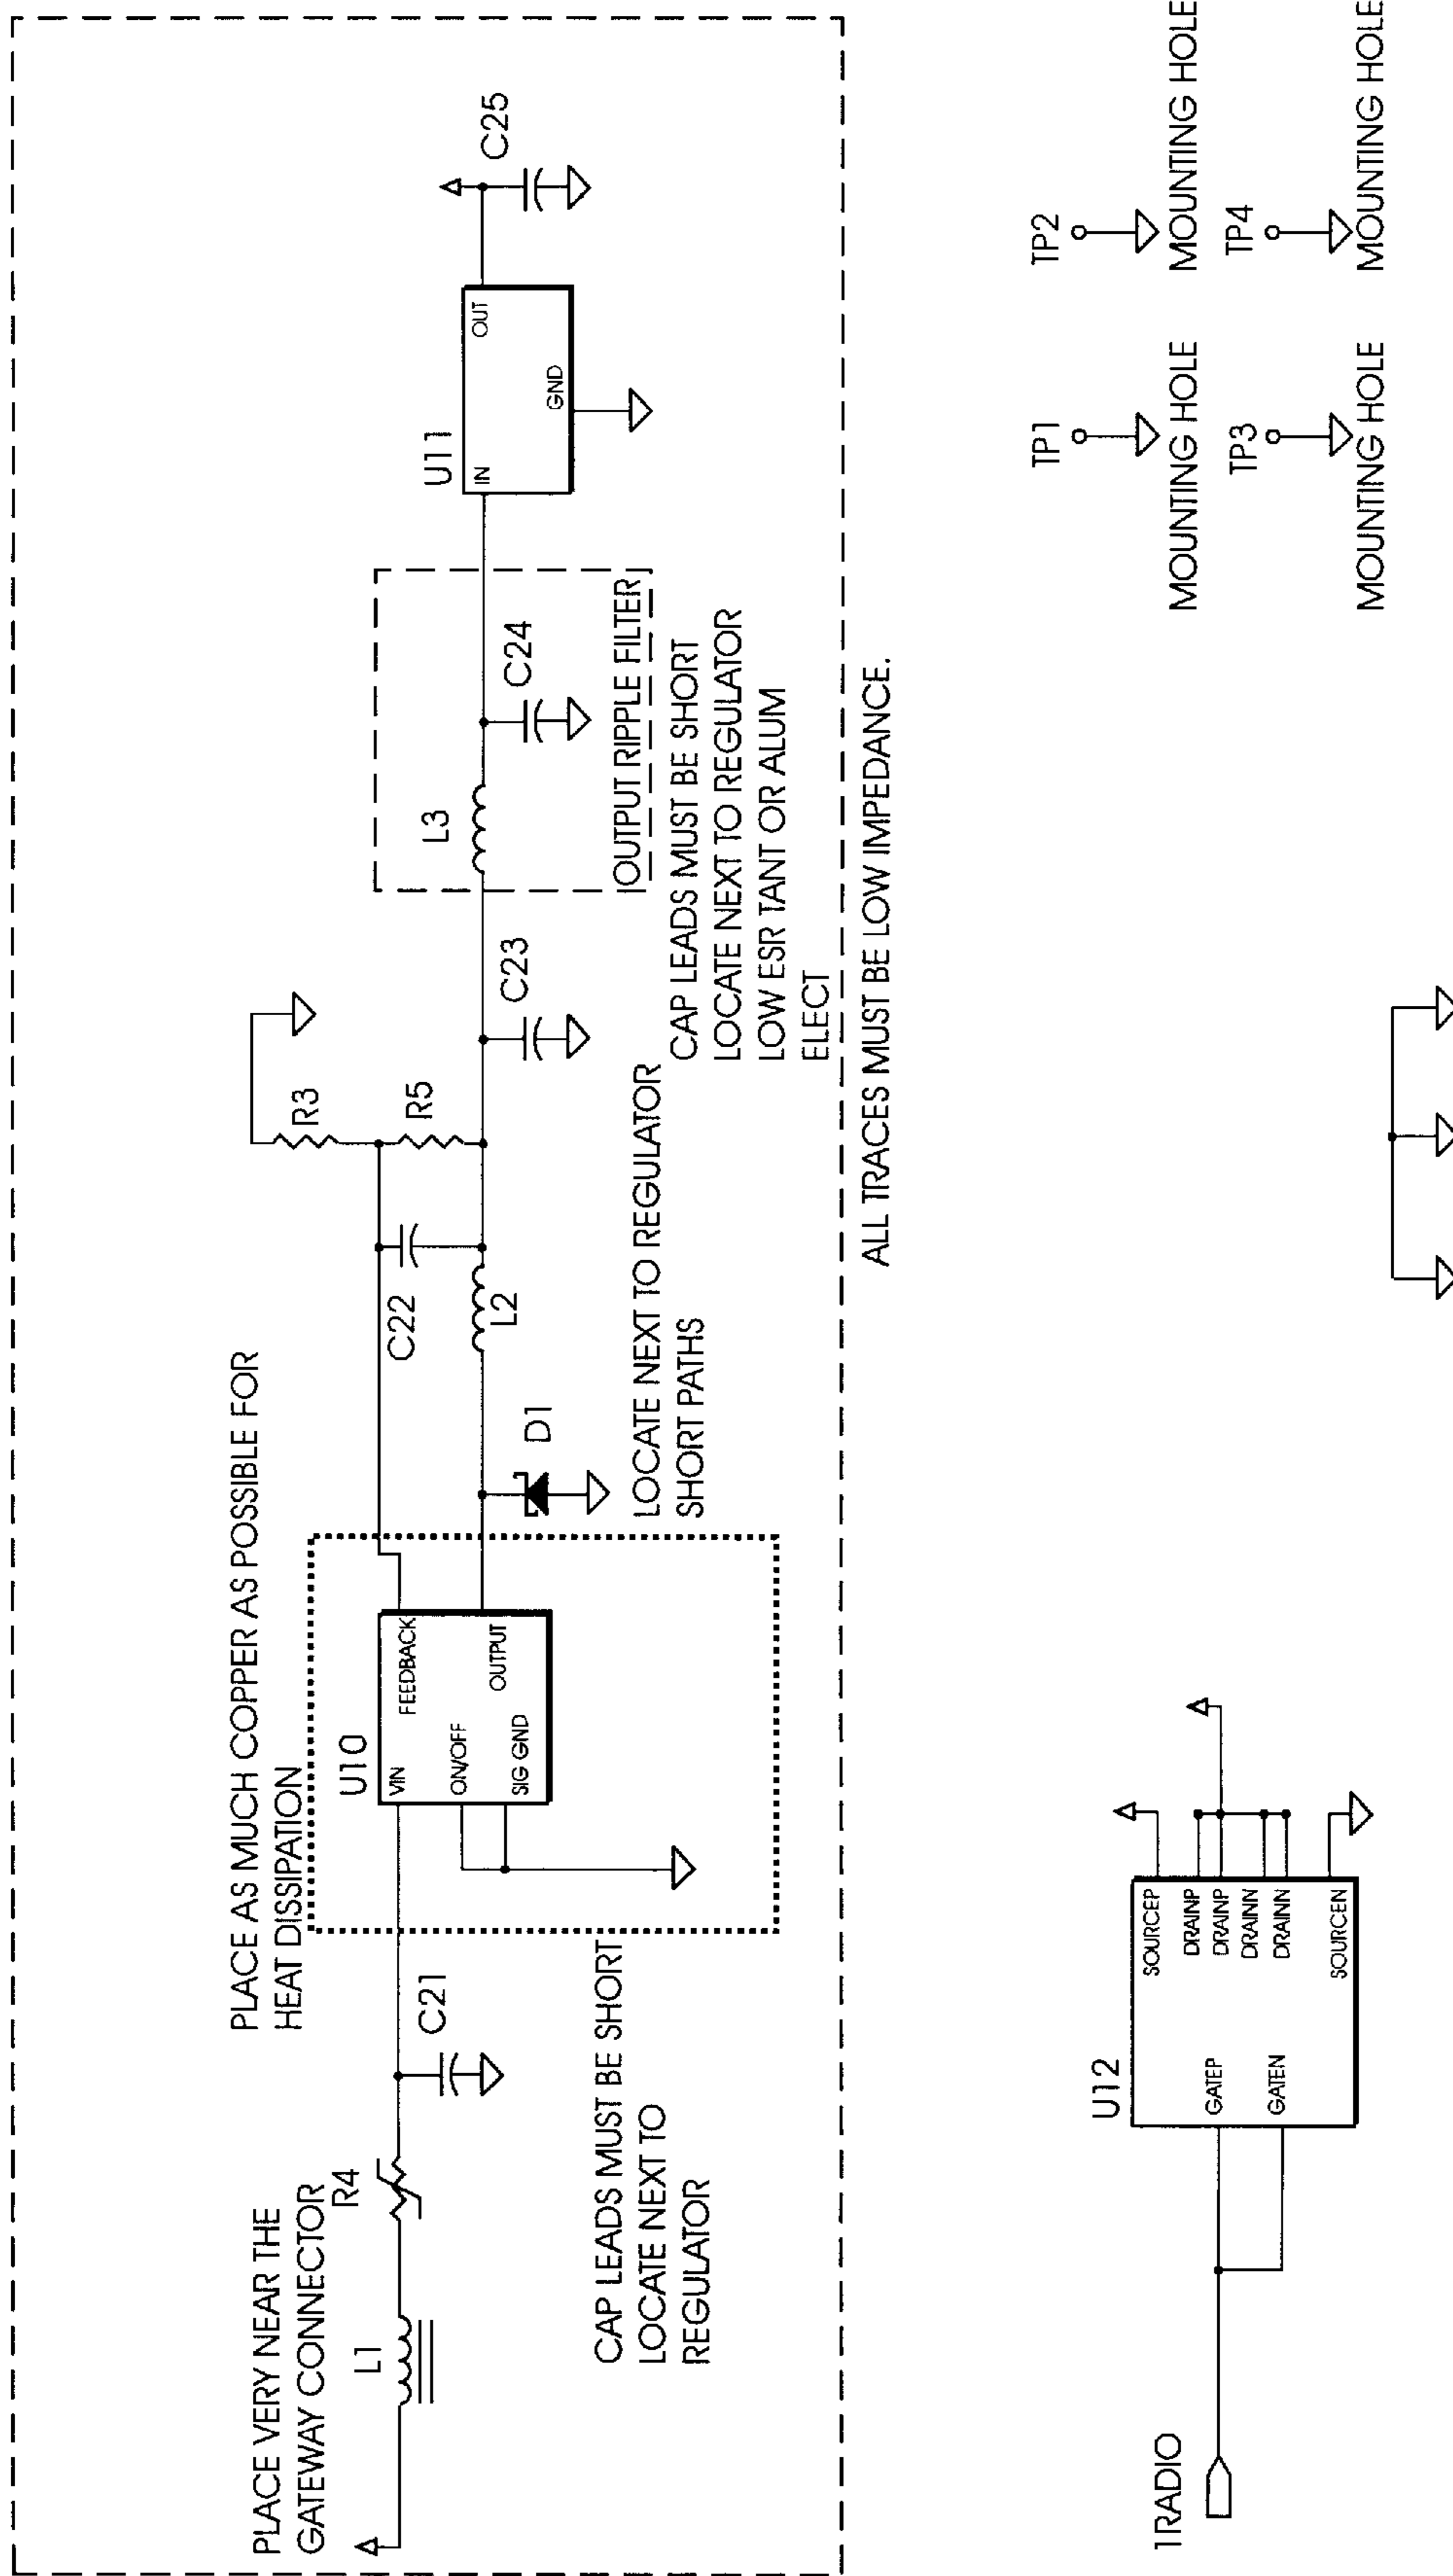 PLACE VERY NEAR THE
GATEWAY CONNECTOR
L1
R4
CAP LEADS MUST BE SHORT
LOCATE NEXT TO
REGULATOR
C21
PLACE AS MUCH COPPER AS POSSIBLE FOR
HEAT DISSIPATION
U10
VIN
FEEDBACK
ON/OFF
OUTPUT
SIG GND
D1
LOCATE NEXT TO REGULATOR
SHORT PATHS
C22
L2
R3
R5
C23
L3
C24
OUTPUT RIPPLE FILTER
CAP LEADS MUST BE SHORT
LOCATE NEXT TO REGULATOR
LOW ESR TANT OR ALUM
ELECT
U11
IN
OUT
GND
C25
ALL TRACES MUST BE LOW IMPEDANCE.
1RADIO
U12
GATEP
GATEN
SOURCEP
DRAINP
DRAINP
DRAINN
DRAINN
SOURCEN
TP1
MOUNTING HOLE
TP2
MOUNTING HOLE
TP3
MOUNTING HOLE
TP4
MOUNTING HOLE